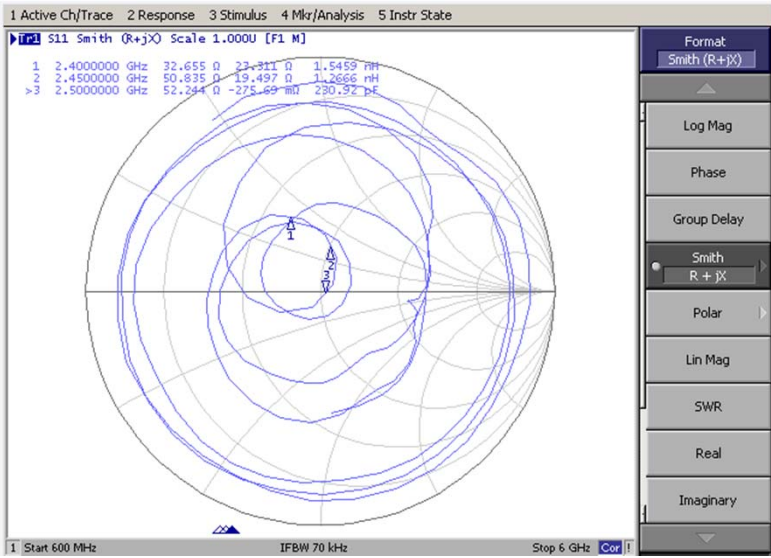 1 Active Ch/Trace 2 Response 3 Stimulus 4 Mkr/Analysis 5 Instr State
Tr1 S11 Smith (R+jX) Scale 1.000U [F1 M]
1 2.4000000 GHz 32.655 Ω 23.311 Ω 1.5459 nH
2 2.4500000 GHz 50.835 Ω 19.497 Ω 1.2666 nH
>3 2.5000000 GHz 52.244 Ω -275.69 mΩ 230.92 pF
1
2
3
Format
Smith (R+jX)
Log Mag
Phase
Group Delay
Smith
R + jX
Polar
Lin Mag
SWR
Real
Imaginary
1 Start 600 MHz IFBW 70 kHz Stop 6 GHz Cor !